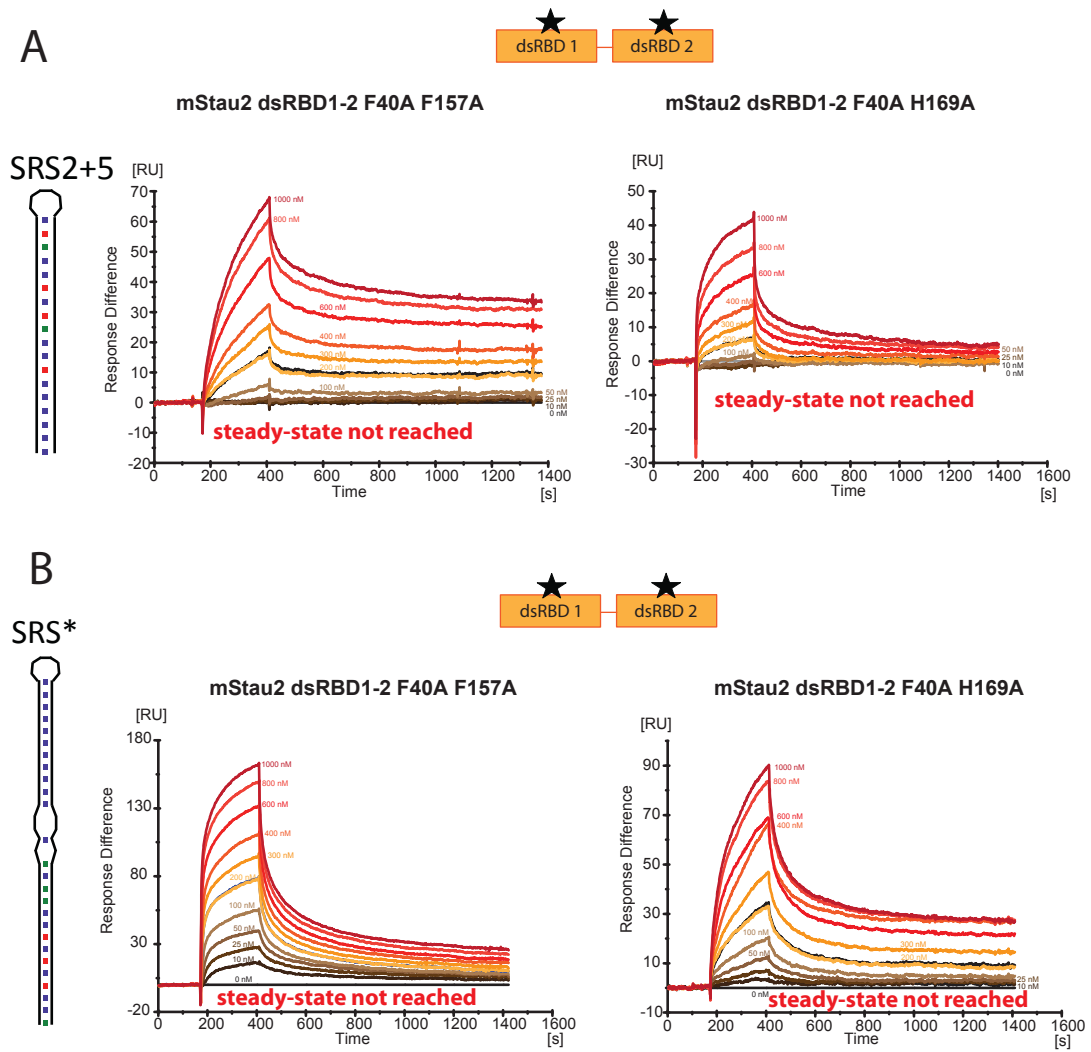 A
dsRBD 1
dsRBD 2
mStau2 dsRBD1-2 F40A F157A
mStau2 dsRBD1-2 F40A H169A
SRS2+5
[RU]
70
60
50
40
30
20
10
0
-10
-20
Response Difference
1000 nM
800 nM
600 nM
400 nM
300 nM
200 nM
100 nM
50 nM
25 nM
10 nM
0 nM
steady-state not reached
0 200 400 600 800 1000 1200 1400
Time
[s]
[RU]
50
40
30
20
10
0
-10
-20
-30
Response Difference
1000 nM
800 nM
600 nM
400 nM
300 nM
100 nM
50 nM
25 nM
10 nM
0 nM
steady-state not reached
0 200 400 600 800 1000 1200 1400 1600
Time
[s]
B
dsRBD 1
dsRBD 2
SRS*
mStau2 dsRBD1-2 F40A F157A
mStau2 dsRBD1-2 F40A H169A
[RU]
180
130
80
30
-20
Response Difference
1000 nM
800 nM
600 nM
400 nM
300 nM
200 nM
100 nM
50 nM
25 nM
10 nM
0 nM
steady-state not reached
0 200 400 600 800 1000 1200 1400 1600
Time
[s]
[RU]
90
70
50
30
10
-10
Response Difference
1000 nM
800 nM
600 nM
400 nM
300 nM
200 nM
100 nM
50 nM
25 nM
10 nM
0 nM
steady-state not reached
0 200 400 600 800 1000 1200 1400 1600
Time
[s]